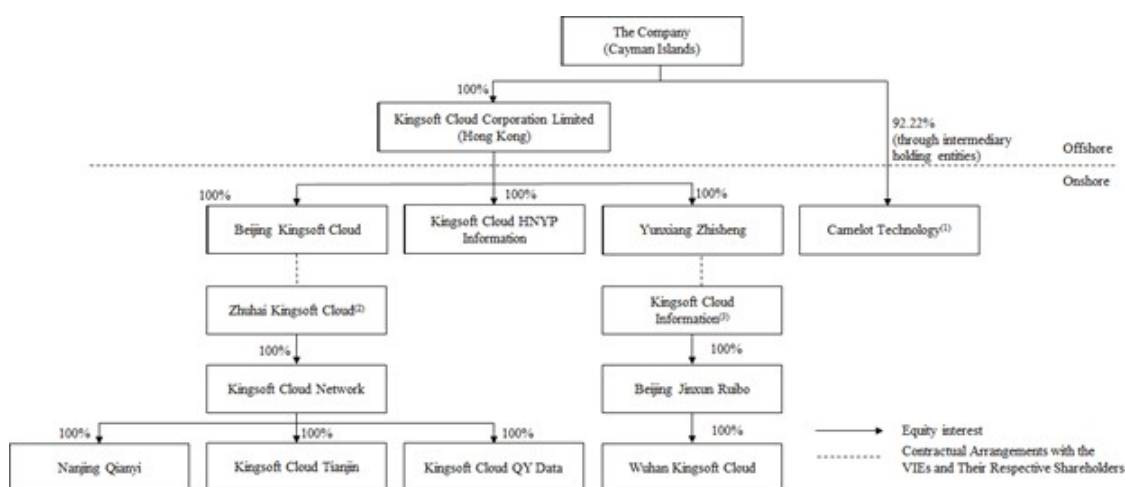 The Company
(Cayman Islands)
100%
Kingsoft Cloud Corporation Limited
(Hong Kong)
92.22%
(through intermediary
holding entities)
Offshore
Onshore
100%
100%
100%
Beijing Kingsoft Cloud
Kingsoft Cloud HNYP
Information
Yunxiang Zhisheng
Camelot Technology(1)
Zhuhai Kingsoft Cloud(2)
Kingsoft Cloud
Information(3)
100%
100%
Kingsoft Cloud Network
Beijing Jinxun Ruibo
100%
100%
100%
100%
Nanjing Qianyi
Kingsoft Cloud Tianjin
Kingsoft Cloud QY Data
Wuhan Kingsoft Cloud
Equity interest
Contractual Arrangements with the
VIEs and Their Respective Shareholders